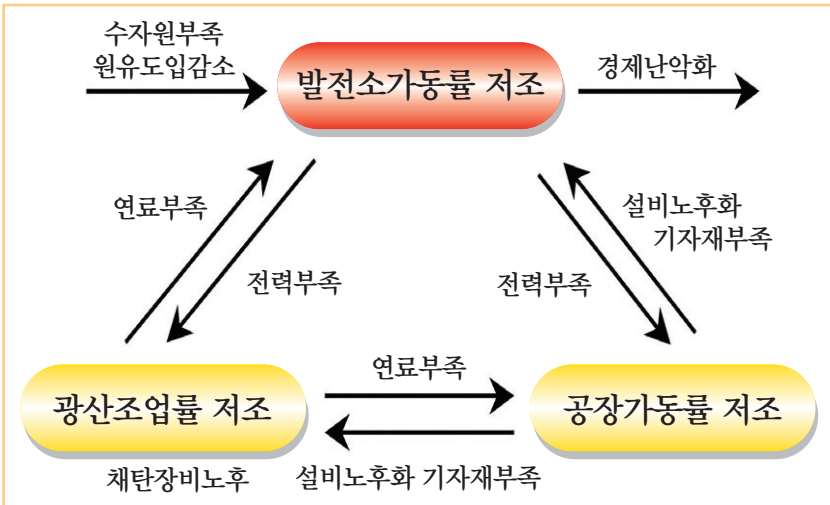 수자원부족
원유도입감소
발전소가동률 저조
경제난악화
연료부족
전력부족
전력부족
설비노후화
기자재부족
광산조업률 저조
연료부족
공장가동률 저조
채탄장비노후
설비노후화 기자재부족